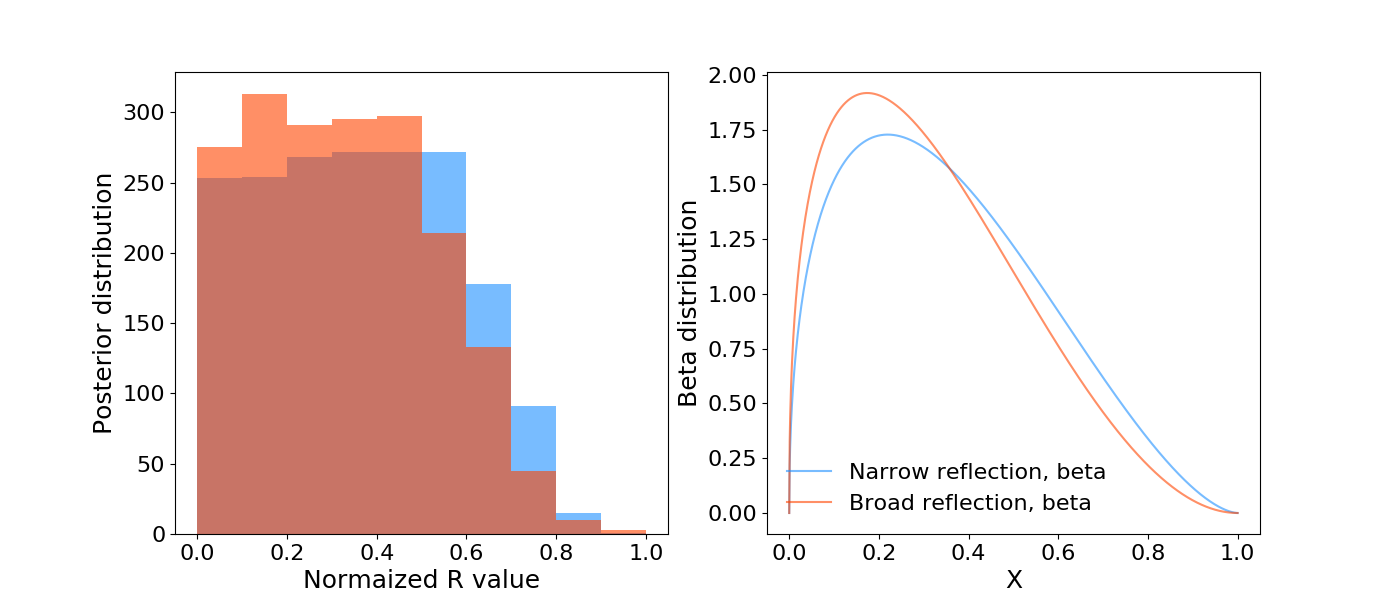 Posterior distribution
300
250
200
150
100
50
0
0.0 0.2 0.4 0.6 0.8 1.0
Normaized R value
Beta distribution
2.00
1.75
1.50
1.25
1.00
0.75
0.50
0.25
0.00
Narrow reflection, beta
Broad reflection, beta
0.0 0.2 0.4 0.6 0.8 1.0
X